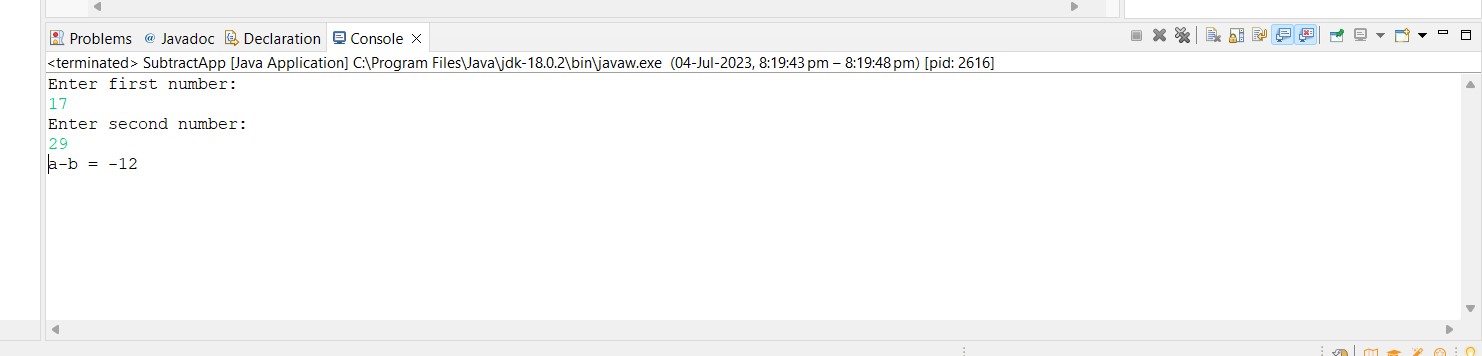 Problems @ Javadoc Declaration Console
<terminated> SubtractApp [Java Application] C:\Program Files\Java\jdk-18.0.2\bin\javaw.exe (04-Jul-2023, 8:19:43 pm – 8:19:48 pm) [pid: 2616]
Enter first number:
17
Enter second number:
29
a-b = -12